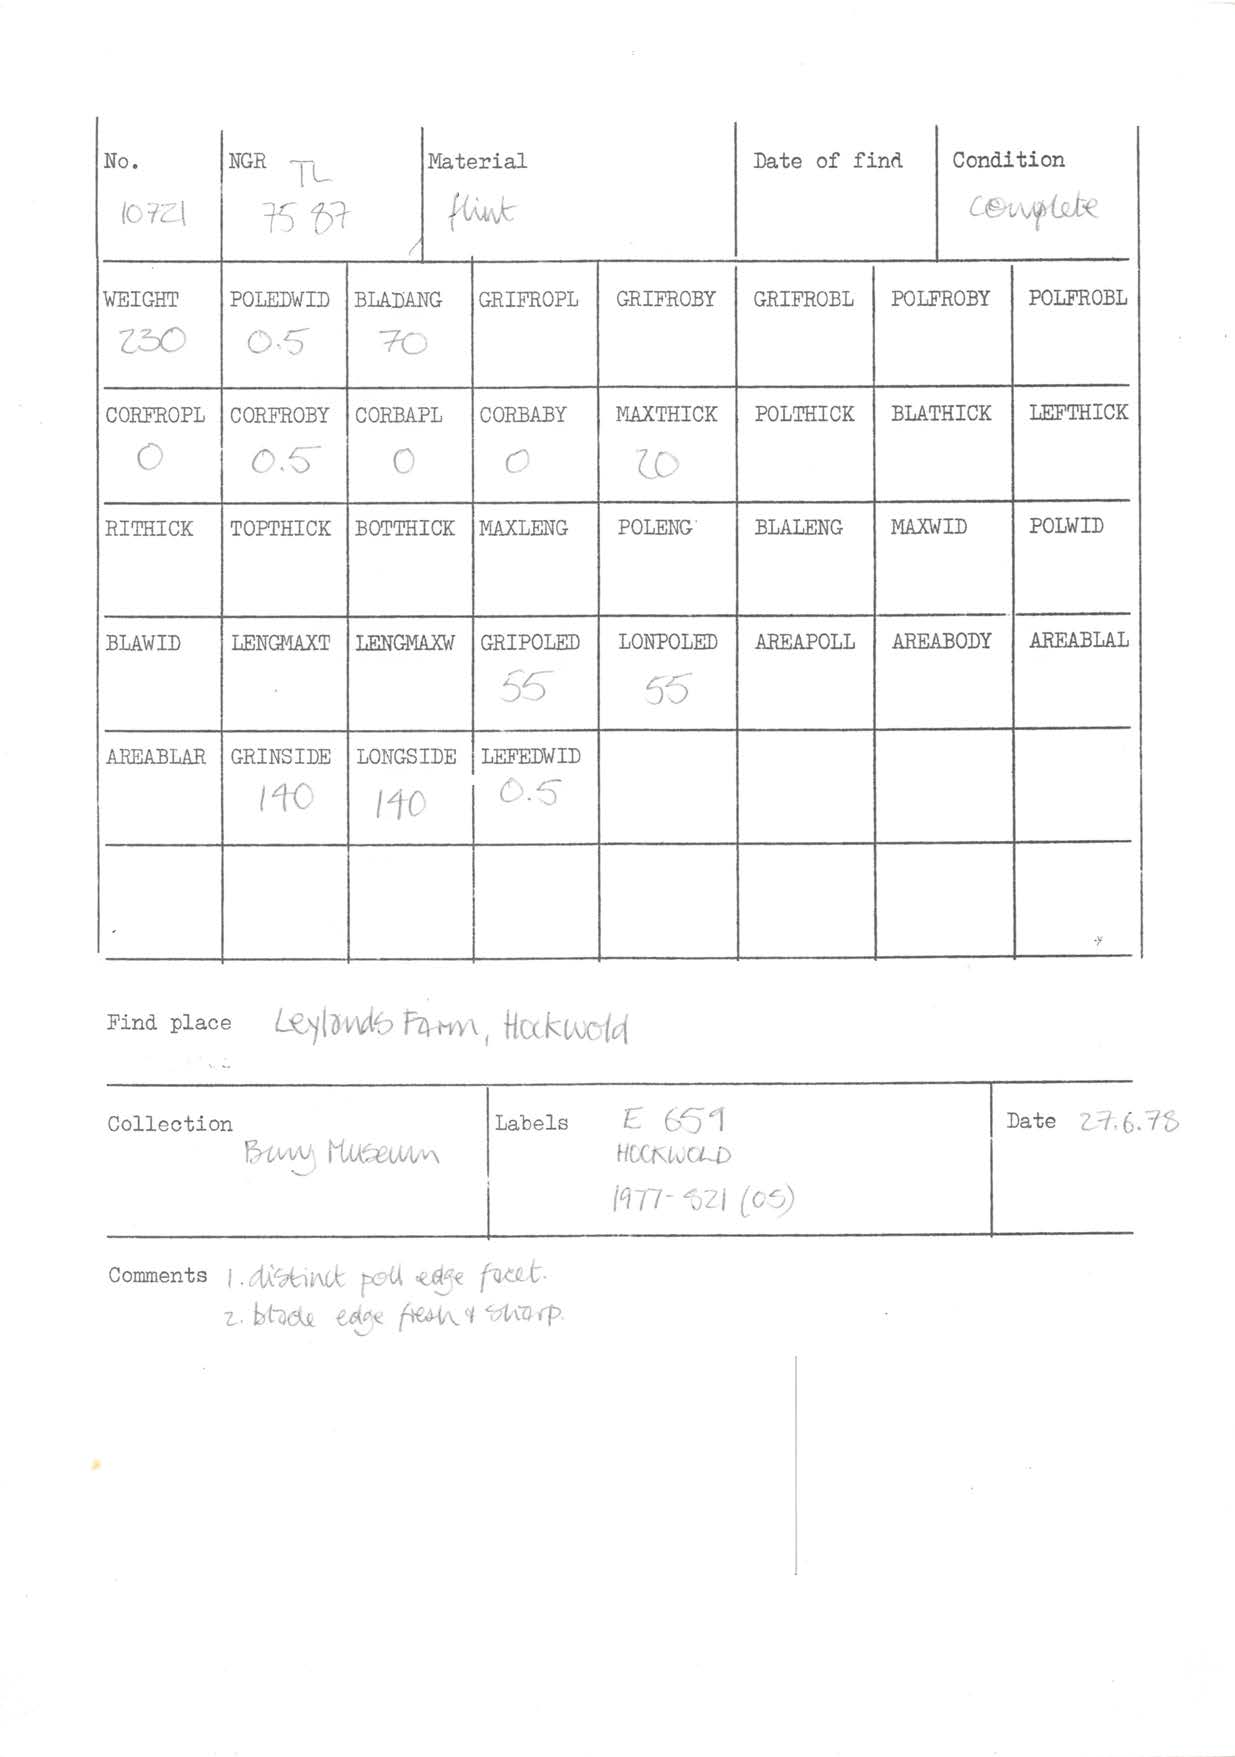 No. NGR TL Material Date of find Condition
10721 75 87 flint complete
WEIGHT POLEDWID BLADANG GRIFROPL GRIFROBY GRIFROBL POLFROBY POLFROBL
230 0.5 70
CORFROPL CORFROBY CORBAPL CORBABY MAXTHICK POLTHICK BLATHICK LEFTHICK
0 0.5 0 0 20
RITHICK TOPTHICK BOTTHICK MAXLENG POLENG BLALENG MAXWID POLWID
BLAWID LENGMAXT LENGMAXW GRIPOLED LONPOLED AREAPOLL AREABODY AREABLAL
55 55
AREABLAR GRINSIDE LONGSIDE LEFEDWID
140 140 0.5
Find place Leylands Farm, Hockwold
Collection Labels E 659 Date 27.6.78
Bury Museum HOCKWOLD
1977-821 (OS)
Comments 1. distinct poll edge facet.
2. blade edge fresh & sharp.